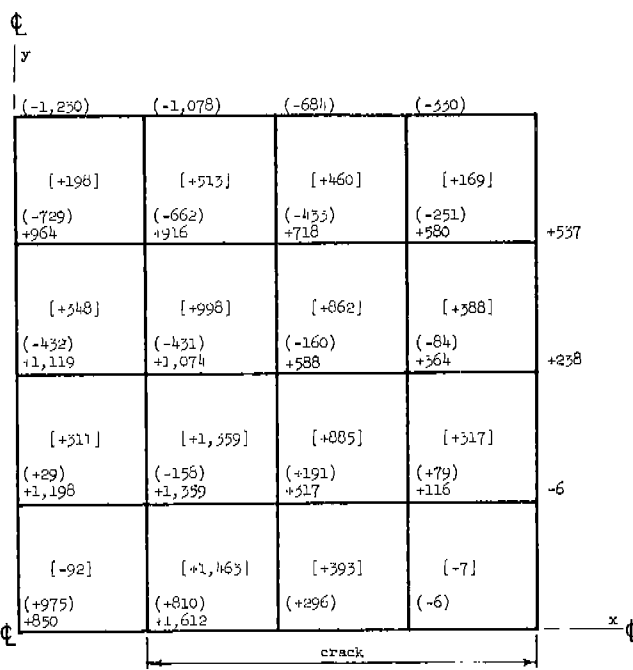 ℄
y
(-1,230) (-1,078) (-684) (-330)
[+198] [+513] [+460] [+169]
(-729) (-662) (-433) (-251)
+964 +916 +718 +580 +537
[+348] [+998] [+862] [+388]
(-432) (-431) (-160) (-84)
+1,119 +1,074 +588 +364 +238
[+311] [+1,359] [+885] [+317]
(+29) (-158) (+191) (+79)
+1,198 +1,359 +317 +116 -6
[-92] [+1,463] [+393] [-7]
(+975) (+810) (+296) (-6)
+850 +1,612
℄ x ℄
crack